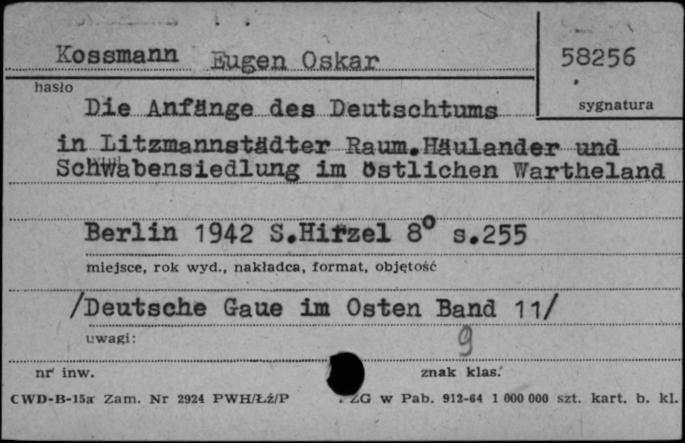 Kossmann Eugen Oskar
58256
hasło
sygnatura
Die Anfänge des Deutschtums
in Litzmannstädter Raum.Häulander und
Schwabensiedlung im östlichen Wartheland
Berlin 1942 S.Hirzel 8° s.255
miejsce, rok wyd., nakładca, format, objętość
/Deutsche Gaue im Osten Band 11/
uwagi:
9
nr inw.
znak klas.
CWD-B-15a Zam. Nr 2924 PWH/Łź/P ZG w Pab. 912-64 1 000 000 szt. kart. b. kl.